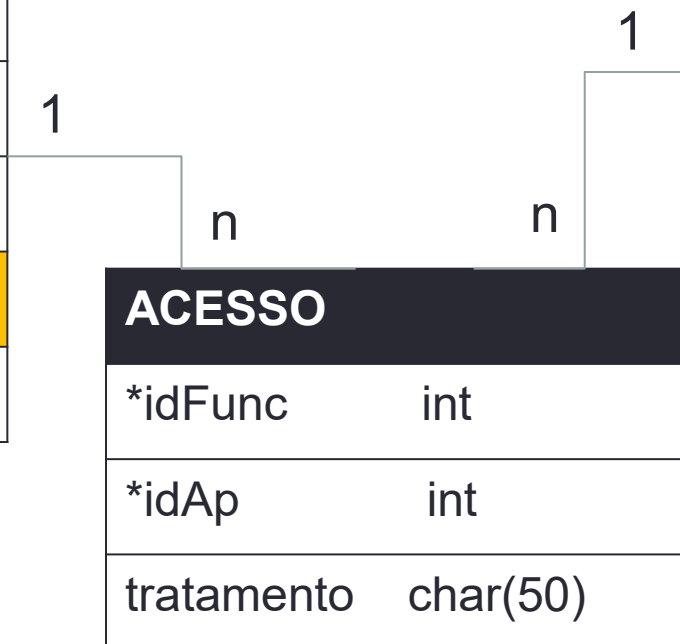 1
1
n
n
ACESSO
*idFunc int
*idAp int
tratamento char(50)